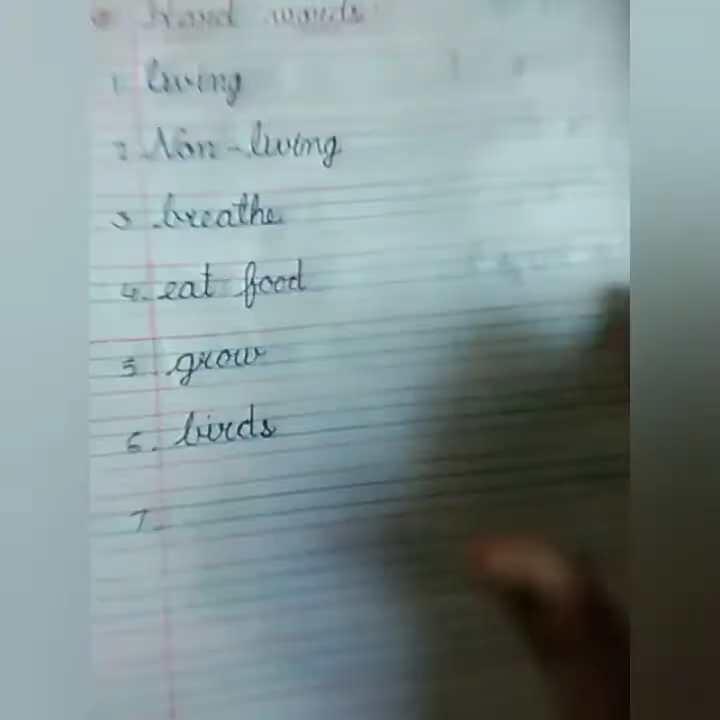 Hard words
1. living
2. Non-living
3. breathe
4. eat food
5. grow
6. birds
7.